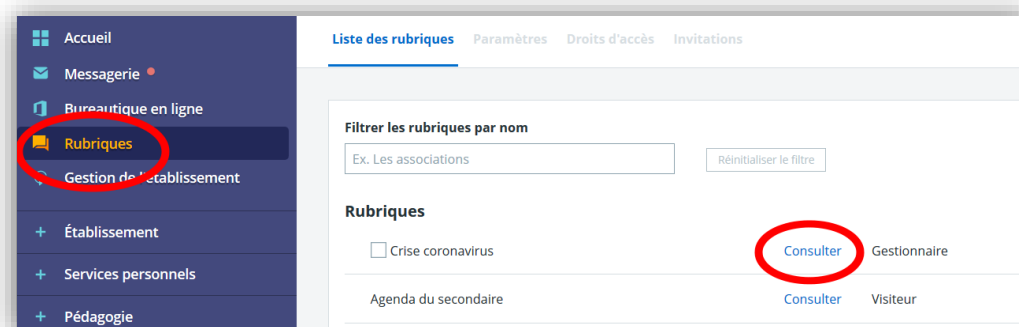 Accueil
Messagerie
Bureautique en ligne
Rubriques
Gestion de l'établissement
Établissement
Services personnels
Pédagogie
Liste des rubriques Paramètres Droits d'accès Invitations
Filtrer les rubriques par nom
Ex. Les associations Réinitialiser le filtre
Rubriques
Crise coronavirus Consulter Gestionnaire
Agenda du secondaire Consulter Visiteur